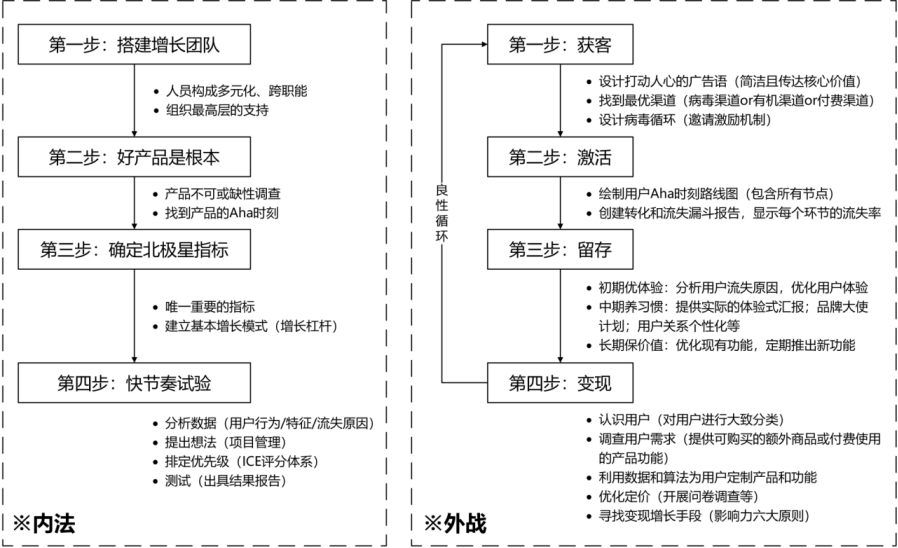 第一步：搭建增长团队
人员构成多元化、跨职能
组织最高层的支持
第二步：好产品是根本
产品不可或缺性调查
找到产品的Aha时刻
第三步：确定北极星指标
唯一重要的指标
建立基本增长模式（增长杠杆）
第四步：快节奏试验
分析数据（用户行为/特征/流失原因）
提出想法（项目管理）
排定优先级（ICE评分体系）
测试（出具结果报告）
※内法
第一步：获客
设计打动人心的广告语（简洁且传达核心价值）
找到最优渠道（病毒渠道or有机渠道or付费渠道）
设计病毒循环（邀请激励机制）
第二步：激活
绘制用户Aha时刻路线图（包含所有节点）
创建转化和流失漏斗报告，显示每个环节的流失率
第三步：留存
初期优体验：分析用户流失原因，优化用户体验
中期养习惯：提供实际的体验式汇报；品牌大使
计划；用户关系个性化等
长期保价值：优化现有功能，定期推出新功能
第四步：变现
认识用户（对用户进行大致分类）
调查用户需求（提供可购买的额外商品或付费使用
的产品功能）
利用数据和算法为用户定制产品和功能
优化定价（开展问卷调查等）
寻找变现增长手段（影响力六大原则）
良性循环
※外战